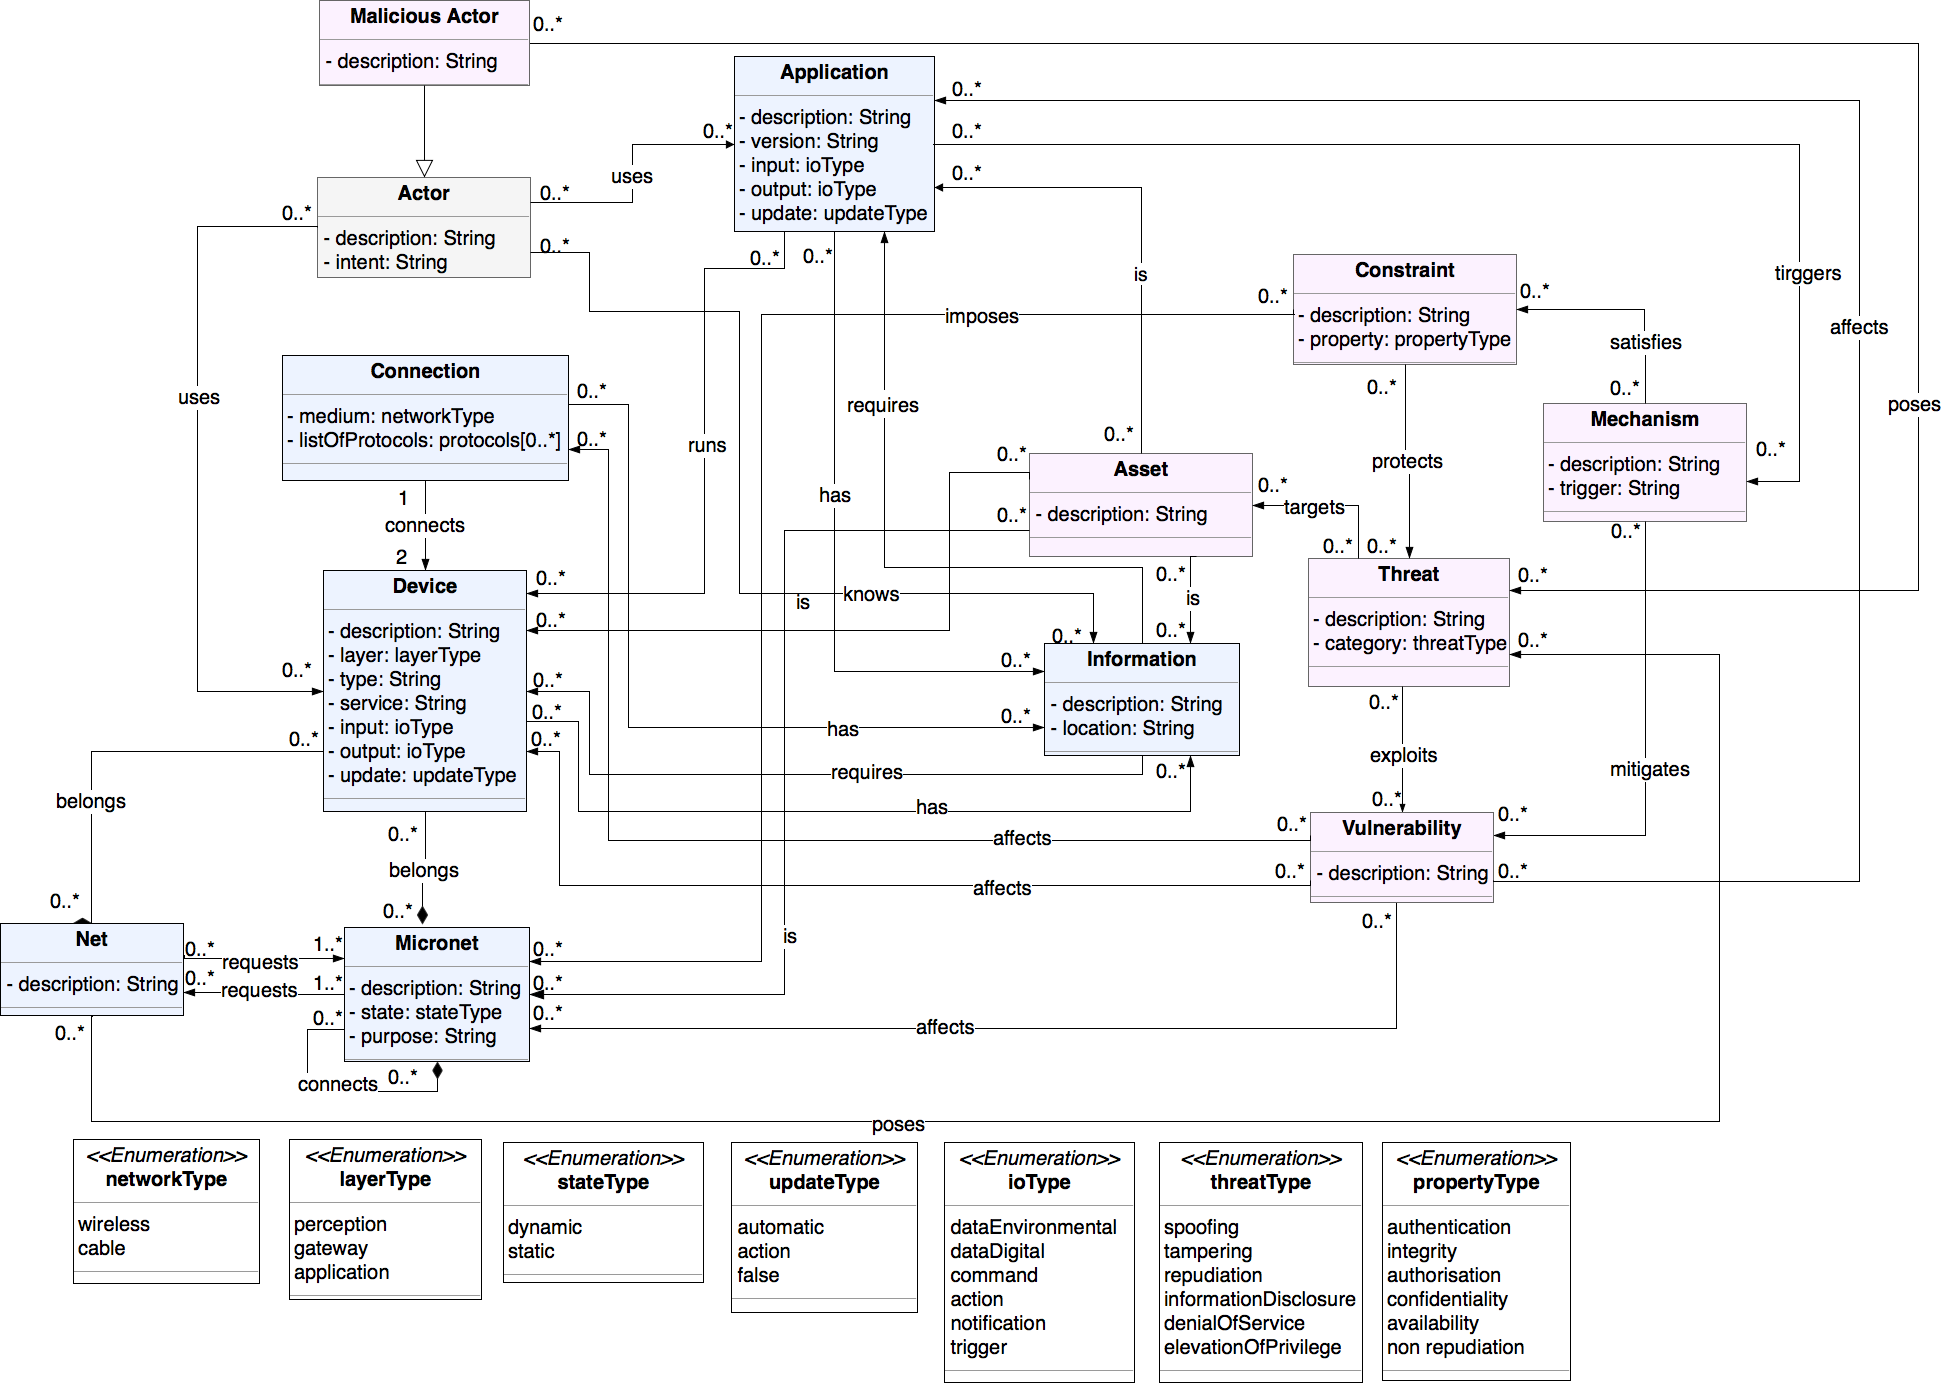 Malicious Actor
- description: String
0..*
Application
- description: String
- version: String
- input: ioType
- output: ioType
- update: updateType
0..*
0..*
0..*
0..*
uses
Actor
- description: String
- intent: String
0..*
0..*
0..*
0..*
0..*
is
tirggers
affects
poses
Constraint
- description: String
- property: propertyType
0..*
0..*
0..*
imposes
satisfies
0..*
Connection
- medium: networkType
- listOfProtocols: protocols[0..*]
0..*
0..*
uses
requires
runs
has
protects
Mechanism
- description: String
- trigger: String
0..*
0..*
0..*
Asset
- description: String
0..*
0..*
0..*
targets
0..*
0..*
1
connects
2
0..*
is
0..*
is
knows
0..*
Device
- description: String
- layer: layerType
- type: String
- service: String
- input: ioType
- output: ioType
- update: updateType
0..*
0..*
0..*
0..*
0..*
0..*
0..*
Information
- description: String
- location: String
0..*
0..*
0..*
has
requires
has
Threat
- description: String
- category: threatType
0..*
0..*
0..*
exploits
0..*
mitigates
belongs
0..*
belongs
0..*
affects
affects
Vulnerability
- description: String
0..*
0..*
0..*
0..*
0..*
0..*
is
Net
- description: String
0..*
0..*
0..*
requests
requests
1..*
1..*
0..*
Micronet
- description: String
- state: stateType
- purpose: String
0..*
0..*
0..*
affects
connects
0..*
poses
<<Enumeration>>
networkType
wireless
cable
<<Enumeration>>
layerType
perception
gateway
application
<<Enumeration>>
stateType
dynamic
static
<<Enumeration>>
updateType
automatic
action
false
<<Enumeration>>
ioType
dataEnvironmental
dataDigital
command
action
notification
trigger
<<Enumeration>>
threatType
spoofing
tampering
repudiation
informationDisclosure
denialOfService
elevationOfPrivilege
<<Enumeration>>
propertyType
authentication
integrity
authorisation
confidentiality
availability
non repudiation